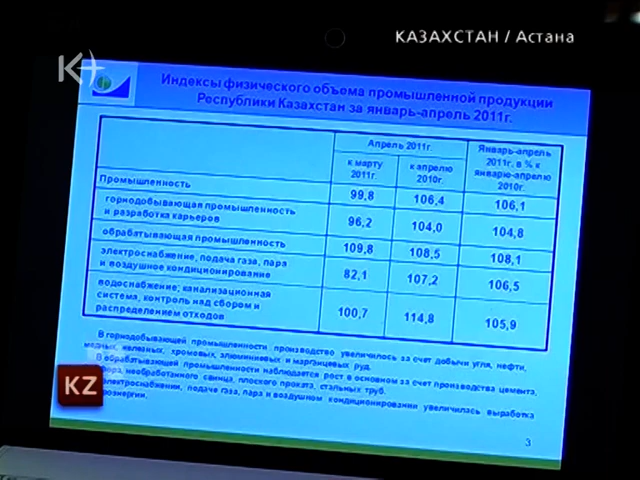 КАЗАХСТАН / Астана
K+
Индексы физического объема промышленной продукции
Республики Казахстан за январь-апрель 2011г.
Апрель 2011г.
Январь-апрель
2011г. в % к
январю-апрелю
2010г.
к марту
2011г.
к апрелю
2010г.
Промышленность 99,8 106,4 106,1
горнодобывающая промышленность
и разработка карьеров 96,2 104,0 104,8
обрабатывающая промышленность 109,8 108,5 108,1
электроснабжение, подача газа, пара
и воздушное кондиционирование 82,1 107,2 106,5
водоснабжение; канализационная
система, контроль над сбором и
распределением отходов 100,7 114,8 105,9
В горнодобывающей промышленности производство увеличилось за счет добычи угля, нефти,
медных, железных, хромовых, алюминиевых и марганцевых руд.
В обрабатывающей промышленности наблюдается рост в основном за счет производства цемента,
необработанного свинца, плоского проката, стальных труб.
электроснабжении, подаче газа, пара и воздушном кондиционировании увеличилась выработка
KZ
3